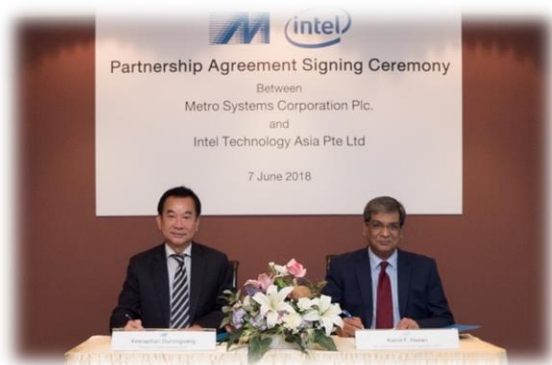 M intel
Partnership Agreement Signing Ceremony
Between
Metro Systems Corporation Plc.
and
Intel Technology Asia Pte Ltd
7 June 2018